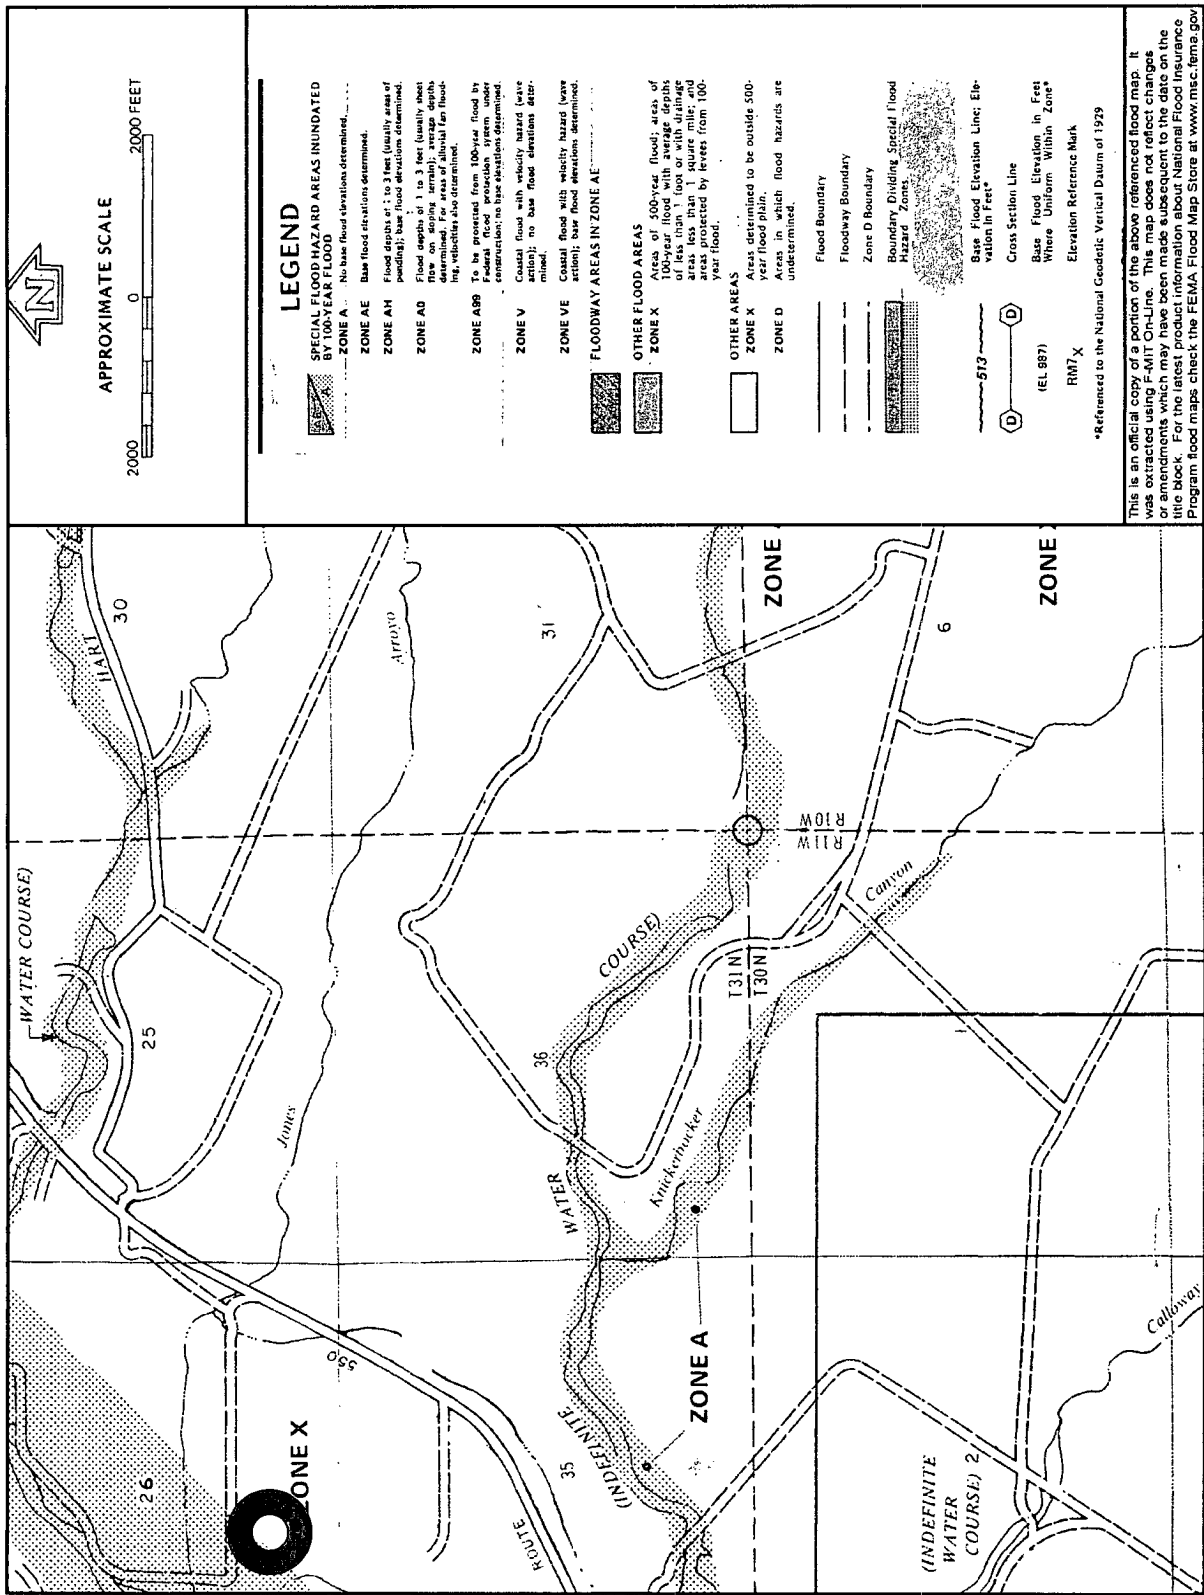 N
APPROXIMATE SCALE
2000 0 2000 FEET
LEGEND
SPECIAL FLOOD HAZARD AREAS INUNDATED
BY 100-YEAR FLOOD
ZONE A No base flood elevations determined.
ZONE AE Base flood elevations determined.
ZONE AH Flood depths of 1 to 3 feet (usually areas of
ponding); base flood elevations determined.
ZONE AO Flood depths of 1 to 3 feet (usually sheet
flow on sloping terrain); average depths
determined. For areas of alluvial fan flood-
ing, velocities also determined.
ZONE A99 To be protected from 100-year flood by
Federal flood protection system under
construction; no base elevations determined.
ZONE V Coastal flood with velocity hazard (wave
action); no base flood elevations deter-
mined.
ZONE VE Coastal flood with velocity hazard (wave
action); base flood elevations determined.
FLOODWAY AREAS IN ZONE AE
OTHER FLOOD AREAS
ZONE X Areas of 500-year flood; areas of
100-year flood with average depths
of less than 1 foot or with drainage
areas less than 1 square mile; and
areas protected by levees from 100-
year flood.
OTHER AREAS
ZONE X Areas determined to be outside 500-
year flood plain.
ZONE D Areas in which flood hazards are
undetermined.
Flood Boundary
Floodway Boundary
Zone D Boundary
Boundary Dividing Special Flood
Hazard Zones
513 Base Flood Elevation Line; Ele-
vation in Feet*
D D Cross Section Line
(EL 987) Base Flood Elevation in Feet
Where Uniform Within Zone*
RM7X Elevation Reference Mark
*Referenced to the National Geodetic Vertical Datum of 1929
This is an official copy of a portion of the above referenced flood map. It
was extracted using F-MIT On-Line. This map does not reflect changes
or amendments which may have been made subsequent to the date on the
title block. For the latest product information about National Flood Insurance
Program flood maps check the FEMA Flood Map Store at www.msc.fema.gov
WATER COURSE)
HART
30
25
26
Jones
Arroyo
550
ZONE X
ROUTE
31
35
36
(INDEFINITE
WATER
COURSE)
Knickerbocker
Canyon
ZONE A
T31N
T30N
R11W
R10W
ZONE
ZONE
6
1
2
(INDEFINITE
WATER
COURSE)
Calloway